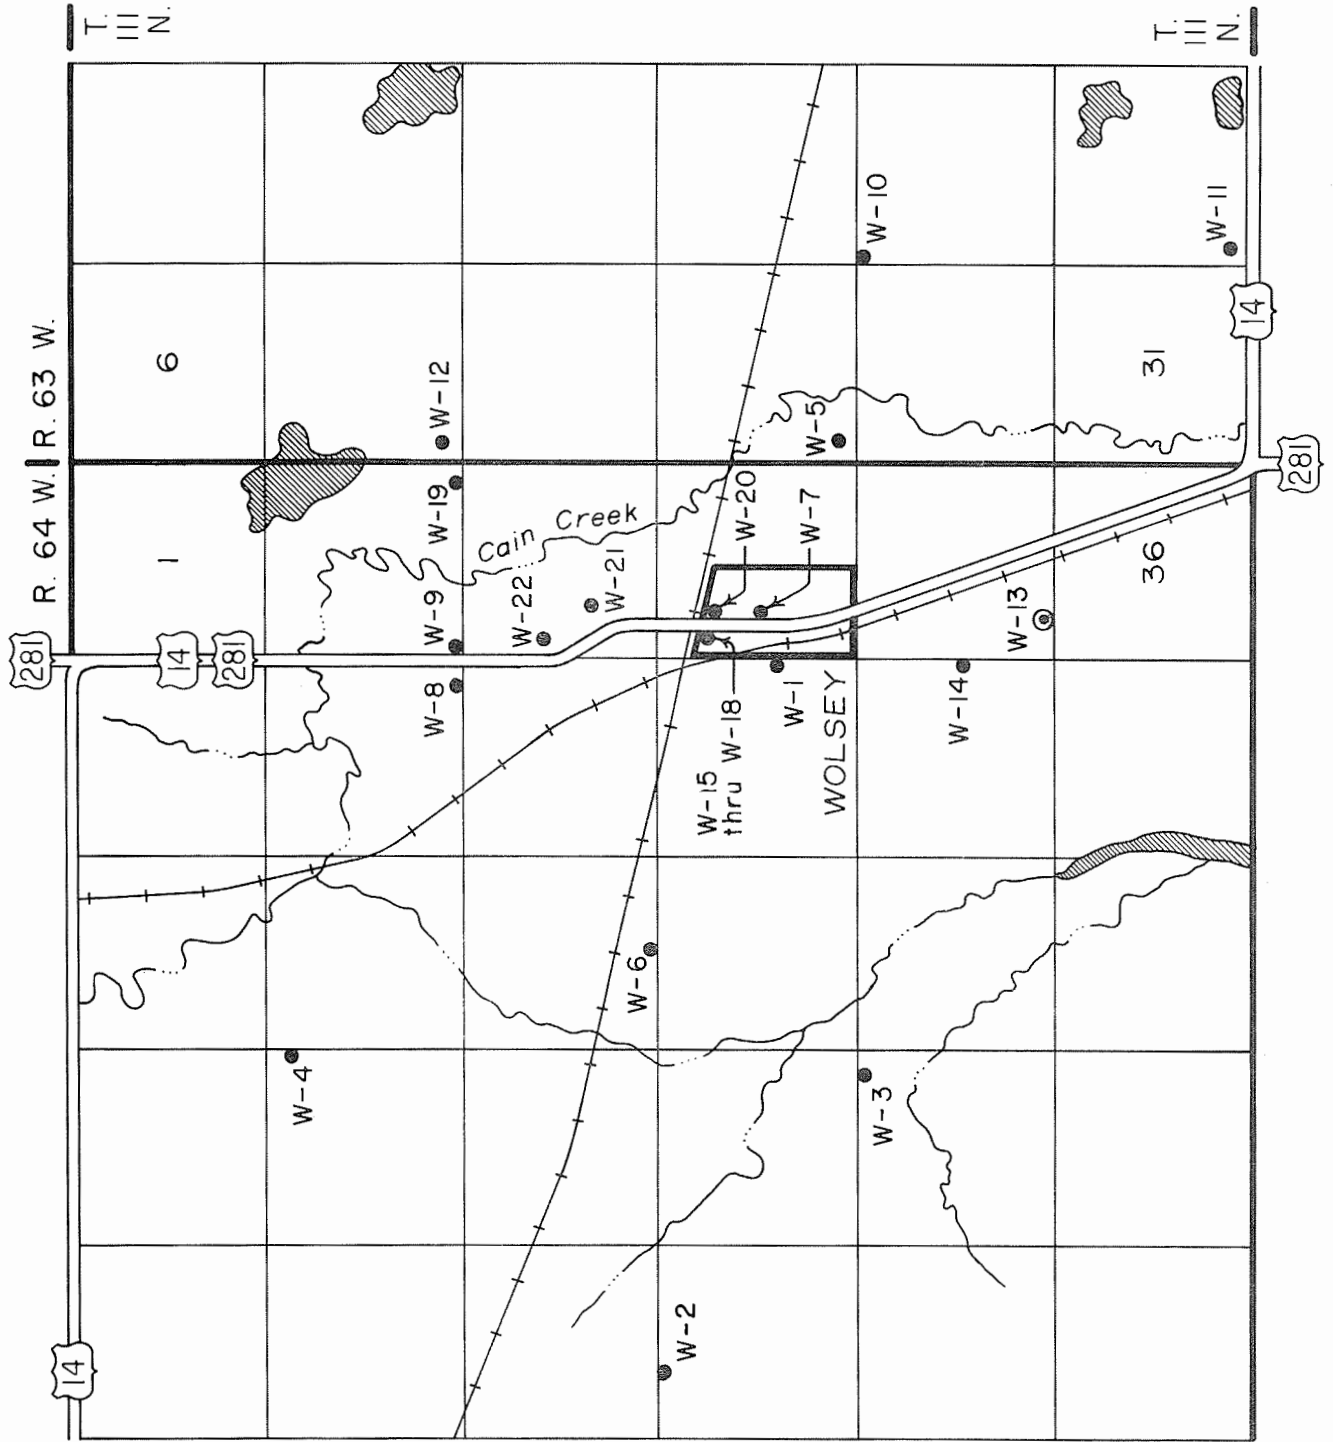 281
R. 64 W. R. 63 W.
14
T.
111
N.
1
6
14
281
W-4
W-8
W-9
W-19
W-12
Cain Creek
W-22
W-21
W-6
W-2
W-15
thru W-18
W-20
W-1
W-7
W-5
WOLSEY
W-10
W-3
W-14
W-13
36
31
T.
111
N.
W-11
14
281